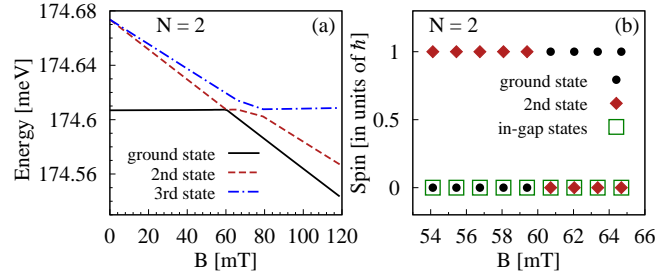 N = 2 (a)
Energy [meV]
174.68
174.64
174.6
174.56
ground state
2nd state
3rd state
0 20 40 60 80 100 120
B [mT]
N = 2 (b)
Spin [in units of ħ]
1
0.5
0
ground state
2nd state
in-gap states
54 56 58 60 62 64 66
B [mT]